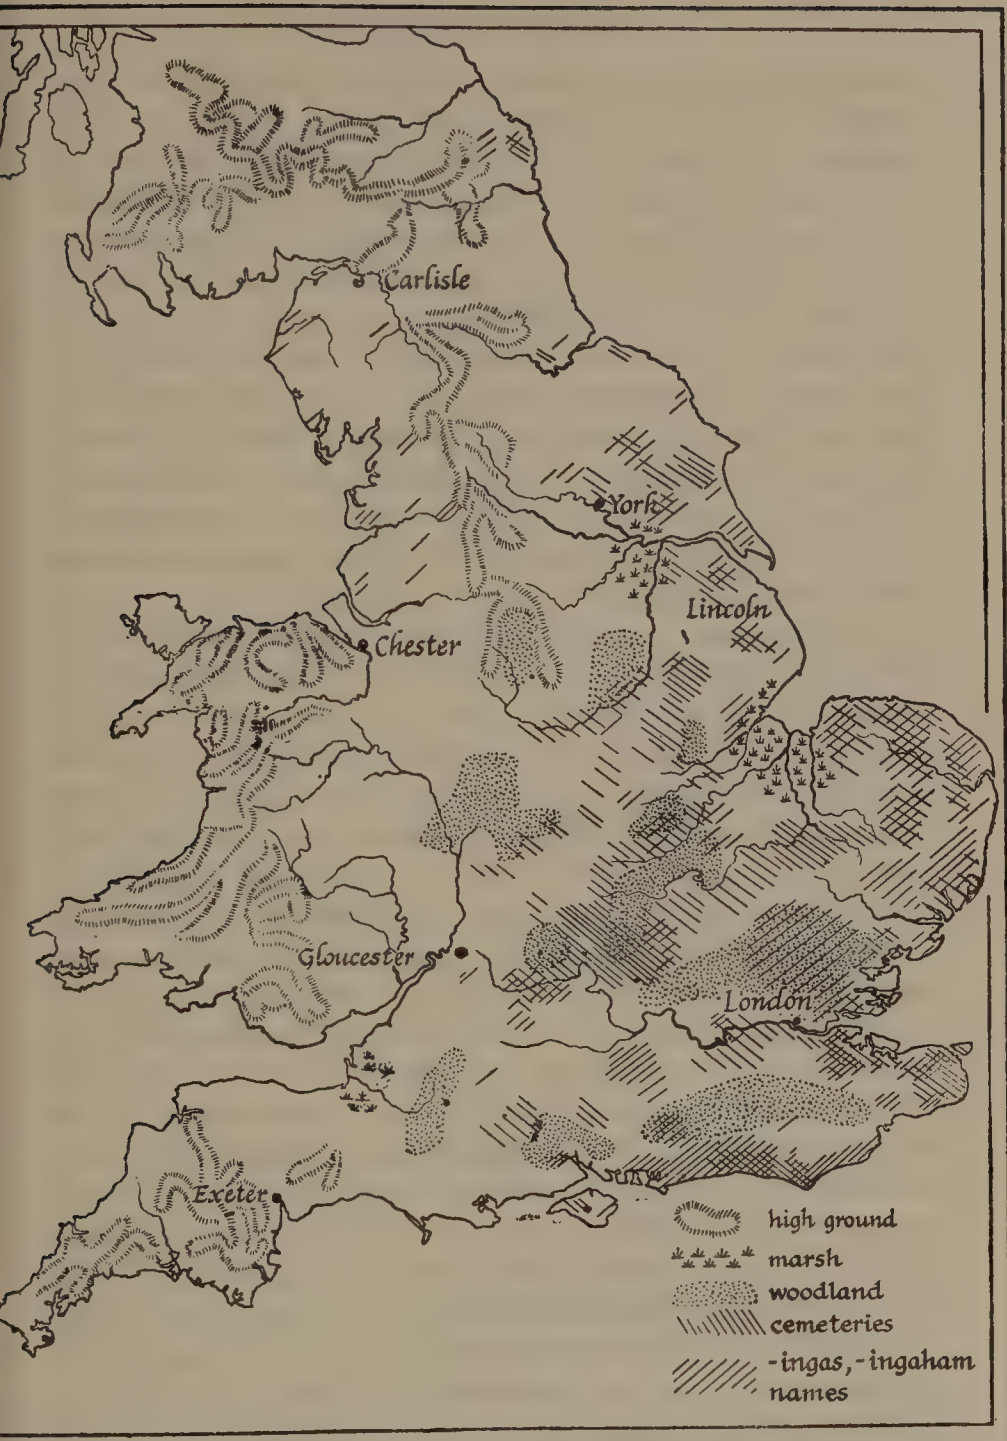 Carlisle
York
Lincoln
Chester
Gloucester
London
Exeter
high ground
marsh
woodland
cemeteries
-ingas,-ingaham
names